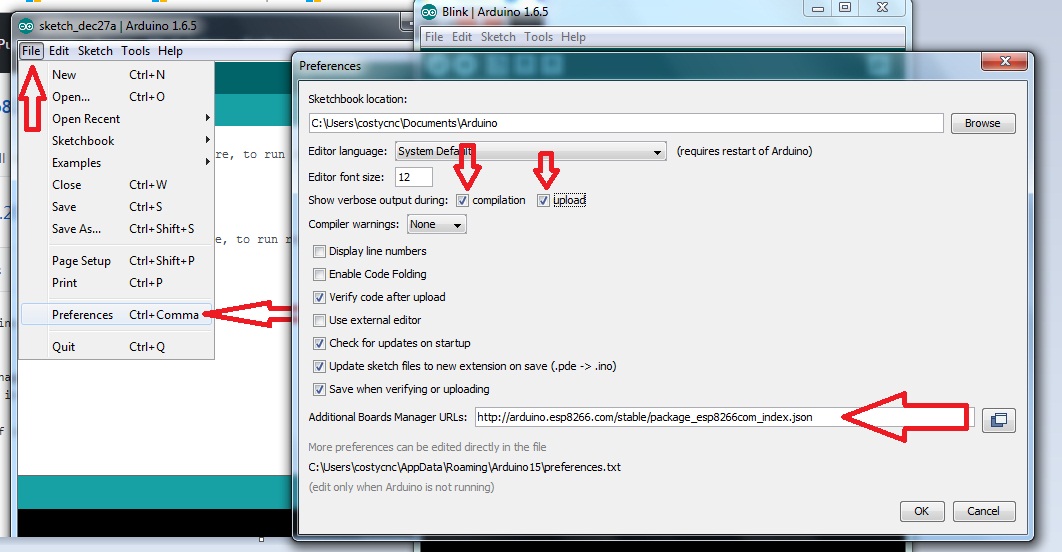 sketch_dec27a | Arduino 1.6.5
File Edit Sketch Tools Help
New Ctrl+N
Open... Ctrl+O
Open Recent
Sketchbook
Examples
Close Ctrl+W
Save Ctrl+S
Save As... Ctrl+Shift+S
Page Setup Ctrl+Shift+P
Print Ctrl+P
Preferences Ctrl+Comma
Quit Ctrl+Q
re, to run
e, to run r
Blink | Arduino 1.6.5
File Edit Sketch Tools Help
Preferences
Sketchbook location:
C:\Users\costycnc\Documents\Arduino
Browse
Editor language: System Default (requires restart of Arduino)
Editor font size: 12
Show verbose output during: compilation upload
Compiler warnings: None
Display line numbers
Enable Code Folding
Verify code after upload
Use external editor
Check for updates on startup
Update sketch files to new extension on save (.pde -> .ino)
Save when verifying or uploading
Additional Boards Manager URLs: http://arduino.esp8266.com/stable/package_esp8266com_index.json
More preferences can be edited directly in the file
C:\Users\costycnc\AppData\Roaming\Arduino15\preferences.txt
(edit only when Arduino is not running)
OK Cancel